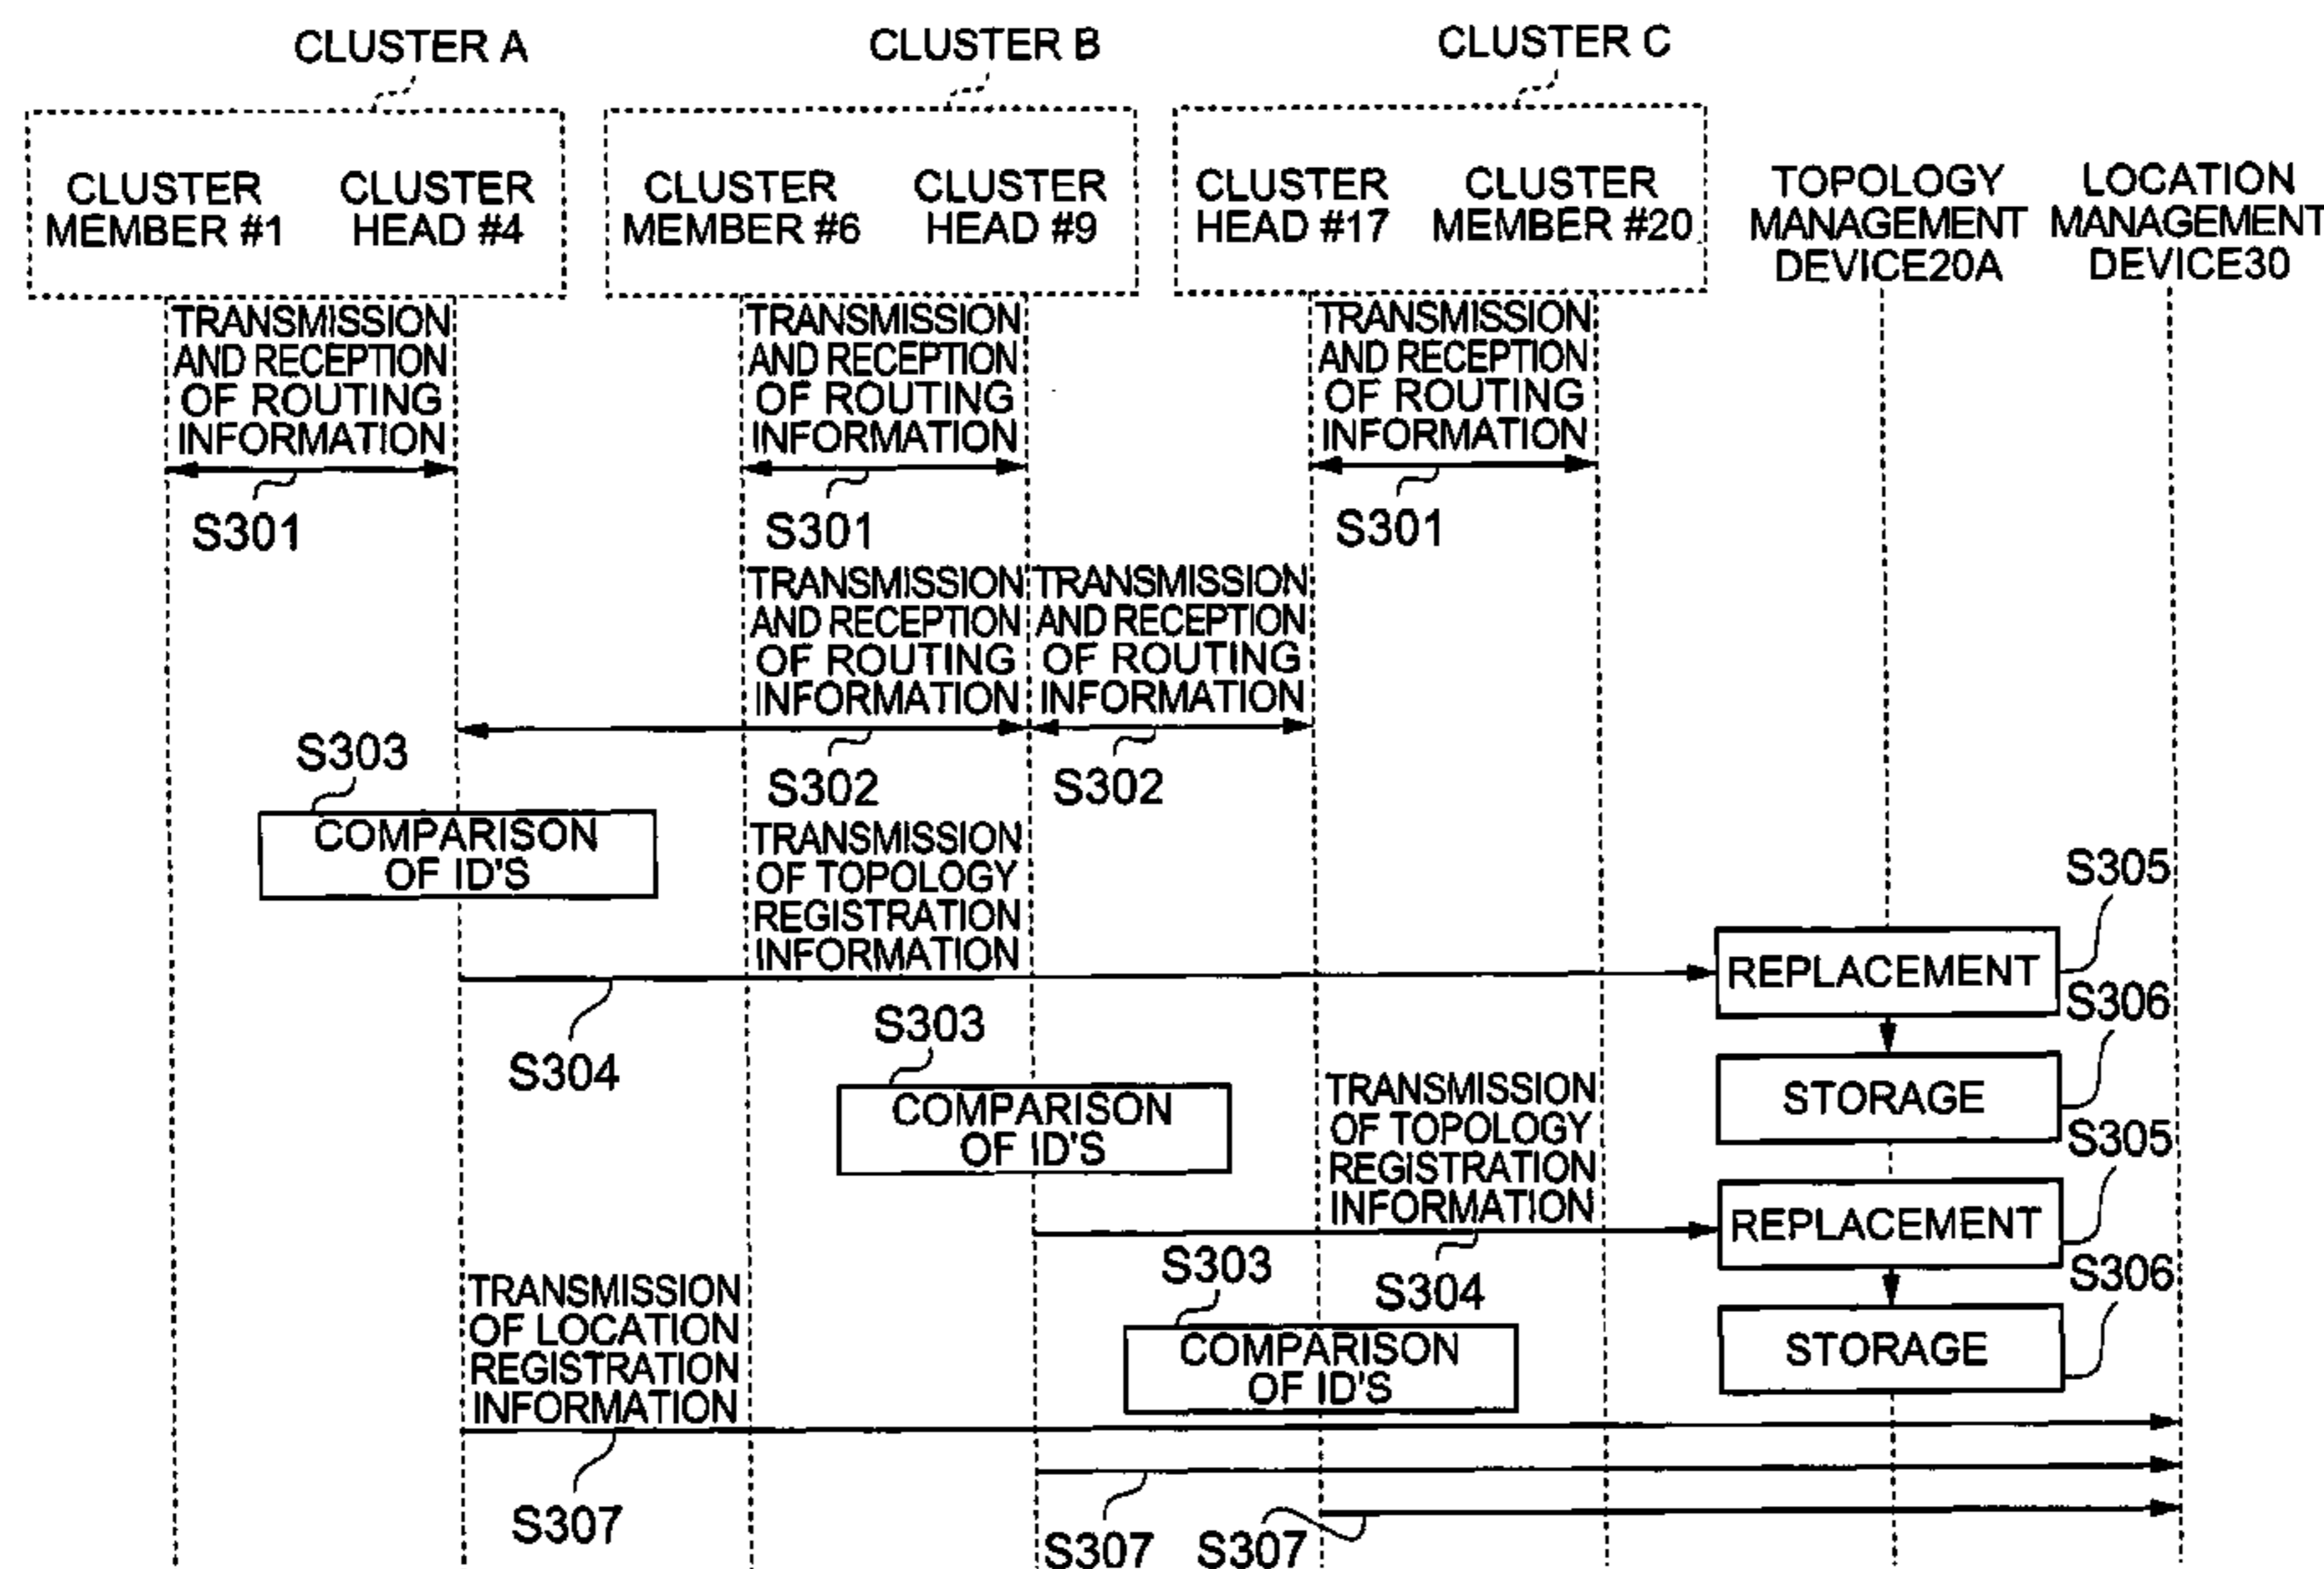 CLUSTER A
CLUSTER B
CLUSTER C
CLUSTER
MEMBER #1
CLUSTER
HEAD #4
CLUSTER
MEMBER #6
CLUSTER
HEAD #9
CLUSTER
HEAD #17
CLUSTER
MEMBER #20
TOPOLOGY
MANAGEMENT
DEVICE20A
LOCATION
MANAGEMENT
DEVICE30
TRANSMISSION
AND RECEPTION
OF ROUTING
INFORMATION
S301
TRANSMISSION
AND RECEPTION
OF ROUTING
INFORMATION
S301
TRANSMISSION
AND RECEPTION
OF ROUTING
INFORMATION
S301
TRANSMISSION
AND RECEPTION
OF ROUTING
INFORMATION
S302
TRANSMISSION
AND RECEPTION
OF ROUTING
INFORMATION
S302
S303
COMPARISON
OF ID'S
TRANSMISSION
OF TOPOLOGY
REGISTRATION
INFORMATION
S304
S305
REPLACEMENT
S306
STORAGE
S303
COMPARISON
OF ID'S
TRANSMISSION
OF TOPOLOGY
REGISTRATION
INFORMATION
S304
S305
REPLACEMENT
S306
STORAGE
S303
COMPARISON
OF ID'S
TRANSMISSION
OF LOCATION
REGISTRATION
INFORMATION
S307
S307
S307